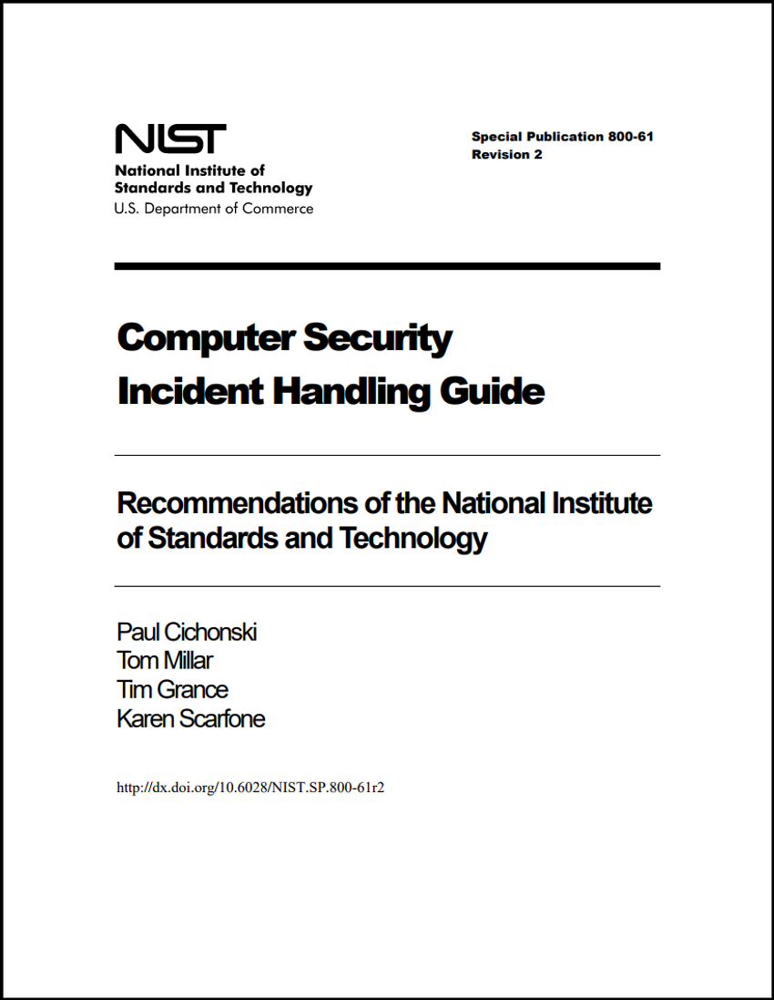 NIST
National Institute of
Standards and Technology
U.S. Department of Commerce
Special Publication 800-61
Revision 2
Computer Security
Incident Handling Guide
Recommendations of the National Institute
of Standards and Technology
Paul Cichonski
Tom Millar
Tim Grance
Karen Scarfone
http://dx.doi.org/10.6028/NIST.SP.800-61r2